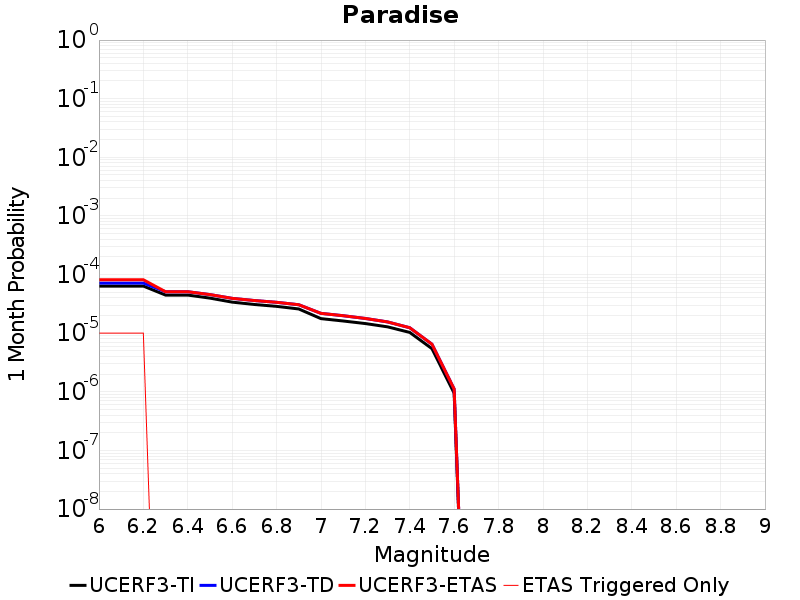 Paradise
10^0
10^-1
10^-2
10^-3
10^-4
10^-5
10^-6
10^-7
10^-8
1 Month Probability
6 6.2 6.4 6.6 6.8 7 7.2 7.4 7.6 7.8 8 8.2 8.4 8.6 8.8 9
Magnitude
UCERF3-TI UCERF3-TD UCERF3-ETAS ETAS Triggered Only